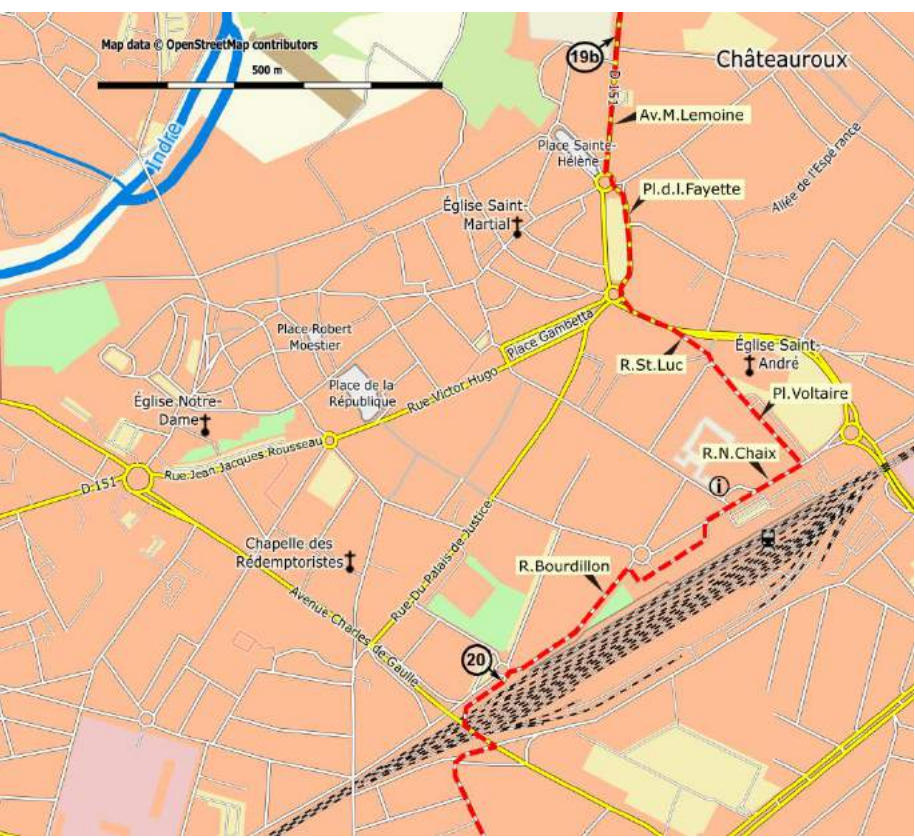 Map data © OpenStreetMap contributors
500 m
19b
Châteauroux
D 151
Av.M.Lemoine
Place Sainte-
Hélène
Indre
Allée de l'Espérance
Pl.d.l.Fayette
Église Saint-
Martial
Place Robert
Moestier
Place Gambetta
R.St.Luc
Église Saint-
André
Place de la
République
Rue Victor Hugo
Pl.Voltaire
Église Notre-
Dame
Rue Jean Jacques Rousseau
D 151
R.N.Chaix
i
Chapelle des
Rédemptoristes
Rue Du Palais de Justice
R.Bourdillon
Avenue Charles de Gaulle
20